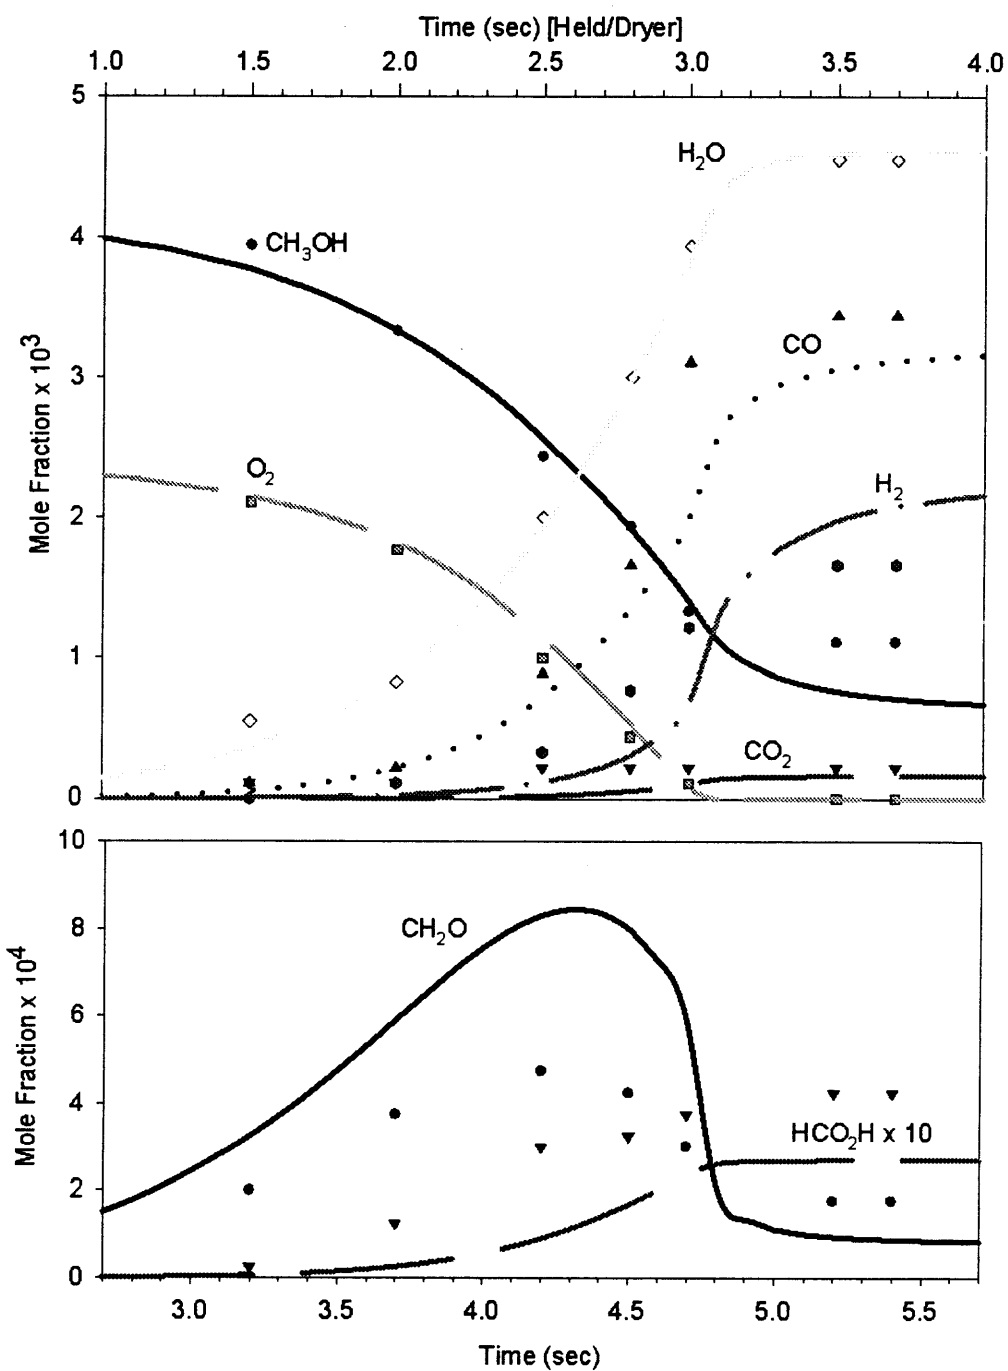 Time (sec) [Held/Dryer]
1.0 1.5 2.0 2.5 3.0 3.5 4.0
5
4
3
2
1
0
Mole Fraction x 10³
H₂O
CH₃OH
CO
O₂
H₂
CO₂
10
8
6
4
2
0
Mole Fraction x 10⁴
CH₂O
HCO₂H x 10
3.0 3.5 4.0 4.5 5.0 5.5
Time (sec)